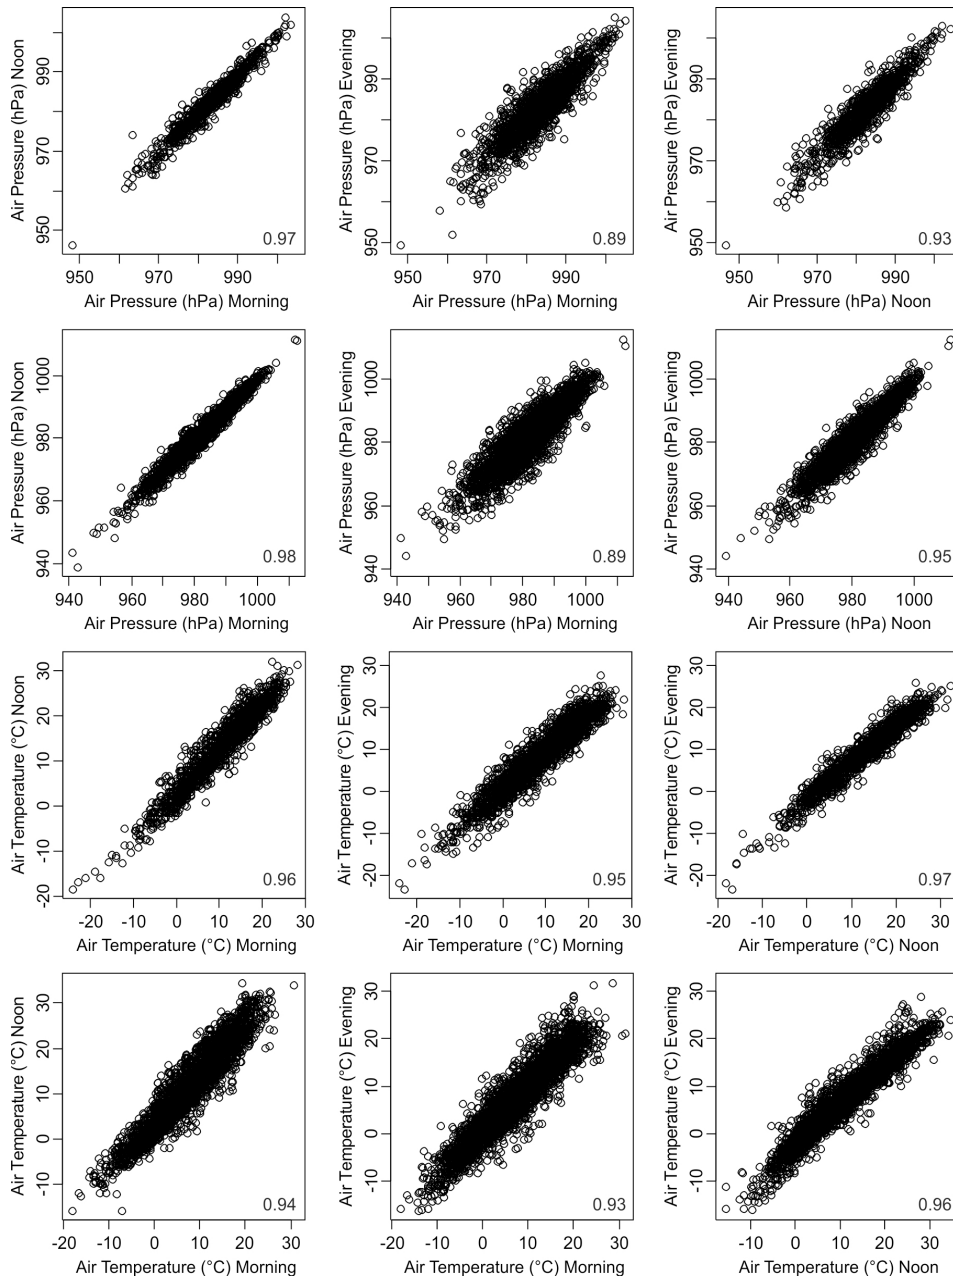 Air Pressure (hPa) Noon
990
970
950
0.97
950 970 990
Air Pressure (hPa) Morning
Air Pressure (hPa) Evening
990
970
950
0.89
950 970 990
Air Pressure (hPa) Morning
Air Pressure (hPa) Evening
990
970
950
0.93
950 970 990
Air Pressure (hPa) Noon
Air Pressure (hPa) Noon
1000
980
960
940
0.98
940 960 980 1000
Air Pressure (hPa) Morning
Air Pressure (hPa) Evening
1000
980
960
940
0.89
940 960 980 1000
Air Pressure (hPa) Morning
Air Pressure (hPa) Evening
1000
980
960
940
0.95
940 960 980 1000
Air Pressure (hPa) Noon
Air Temperature (°C) Noon
30
20
10
0
-10
-20
0.96
-20 -10 0 10 20 30
Air Temperature (°C) Morning
Air Temperature (°C) Evening
30
20
10
0
-10
-20
0.95
-20 -10 0 10 20 30
Air Temperature (°C) Morning
Air Temperature (°C) Evening
30
20
10
0
-10
-20
0.97
-20 -10 0 10 20 30
Air Temperature (°C) Noon
Air Temperature (°C) Noon
30
20
10
0
-10
0.94
-20 -10 0 10 20 30
Air Temperature (°C) Morning
Air Temperature (°C) Evening
30
20
10
0
-10
0.93
-20 -10 0 10 20 30
Air Temperature (°C) Morning
Air Temperature (°C) Evening
30
20
10
0
-10
0.96
-10 0 10 20 30
Air Temperature (°C) Noon